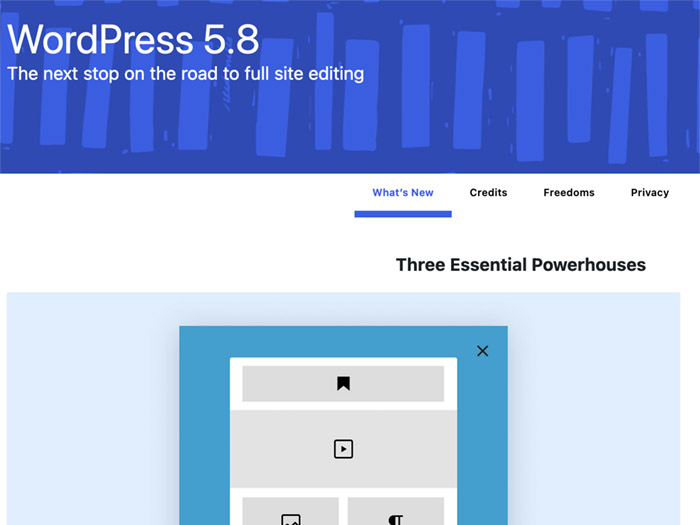 WordPress 5.8
The next stop on the road to full site editing
What's New Credits Freedoms Privacy
Three Essential Powerhouses